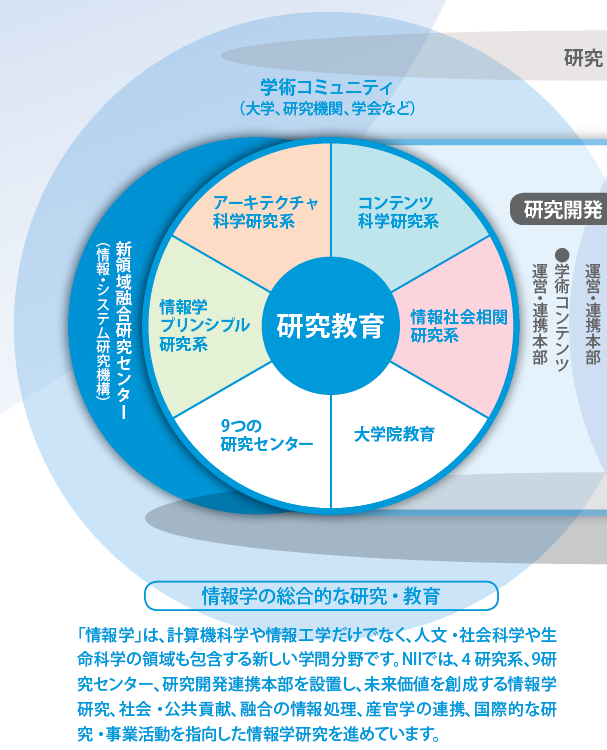 研究
学術コミュニティ
（大学、研究機関、学会など）
アーキテクチャ
科学研究系
コンテンツ
科学研究系
研究開発
新領域融合研究センター
（情報・システム研究機構）
情報学
プリンシプル
研究系
研究教育
情報社会相関
研究系
運営・連携本部
●学術コンテンツ
運営・連携本部
9つの
研究センター
大学院教育
情報学の総合的な研究・教育
「情報学」は、計算機科学や情報工学だけでなく、人文・社会科学や生
命科学の領域も包含する新しい学問分野です。NIIでは、4 研究系、9研
究センター、研究開発連携本部を設置し、未来価値を創成する情報学
研究、社会・公共貢献、融合の情報処理、産官学の連携、国際的な研
究・事業活動を指向した情報学研究を進めています。